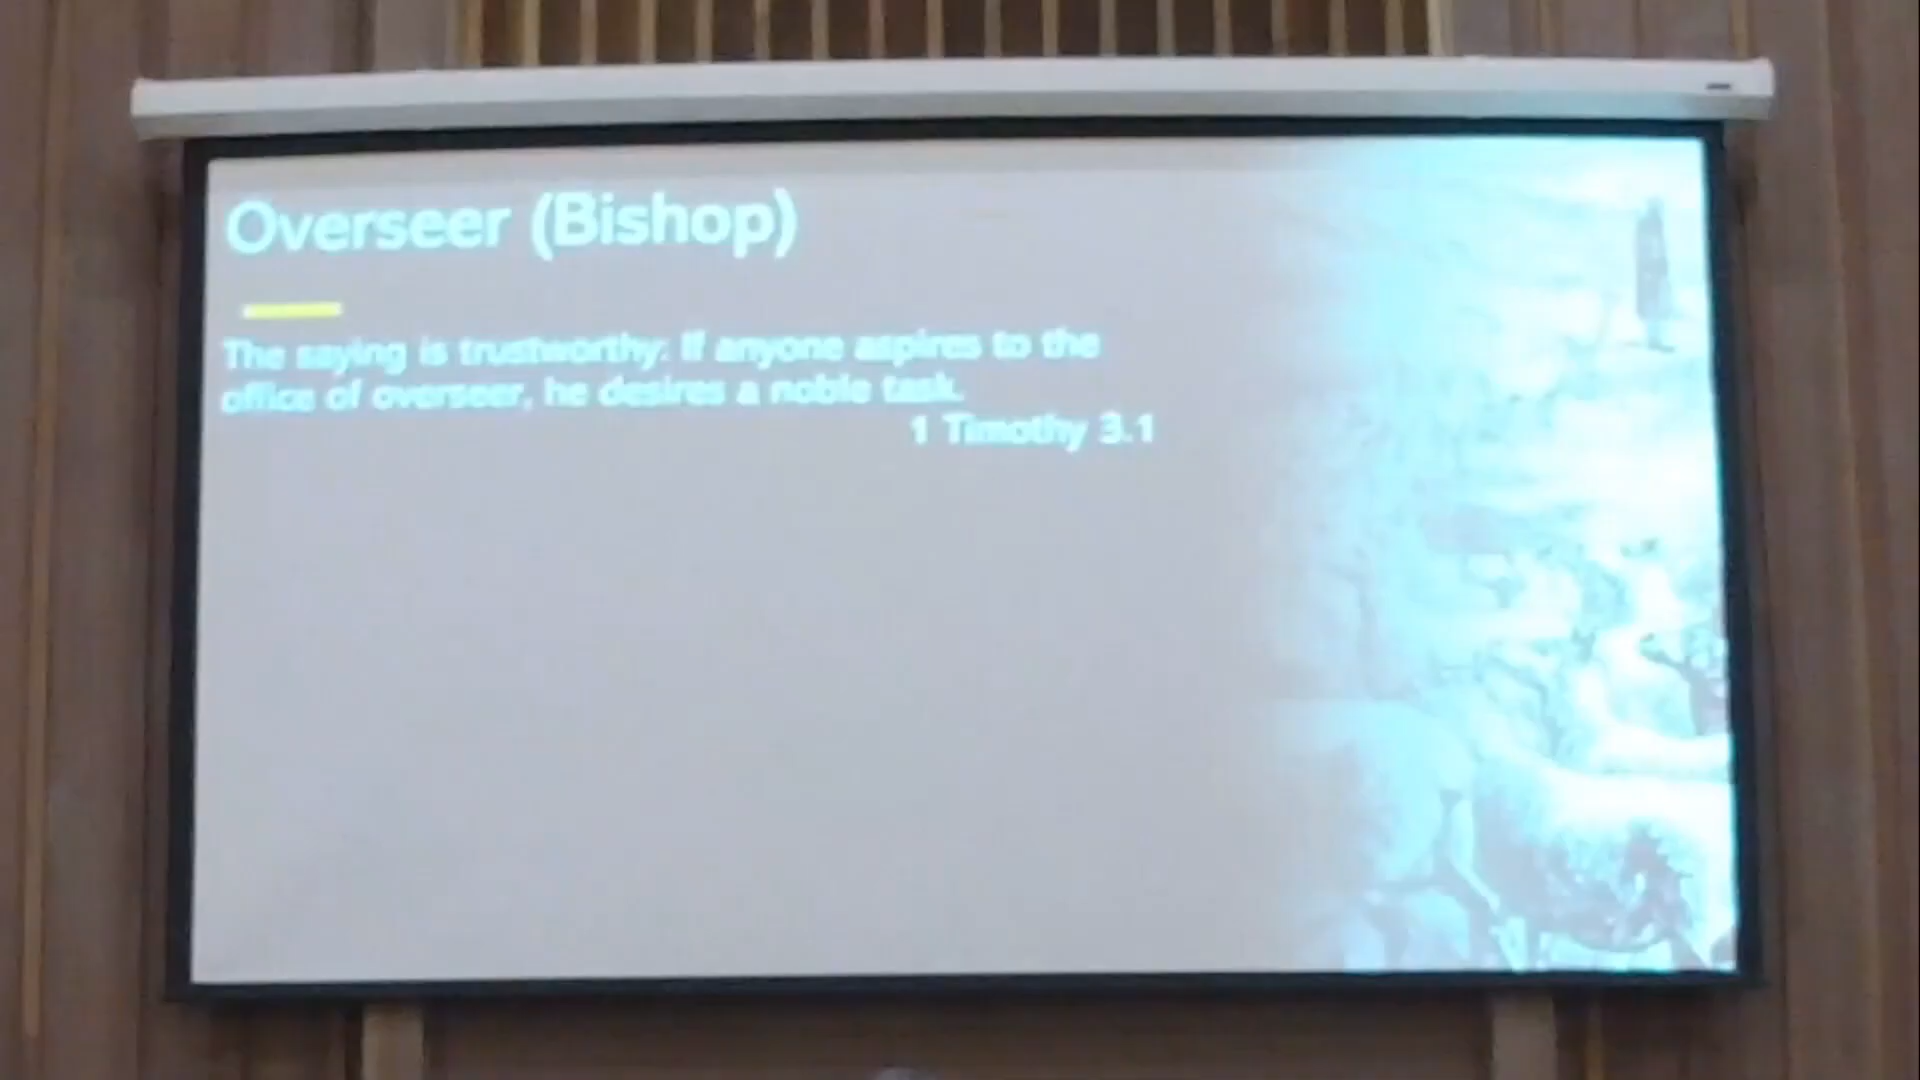 Overseer (Bishop)
The saying is trustworthy: If anyone aspires to the
office of overseer, he desires a noble task.
1 Timothy 3.1